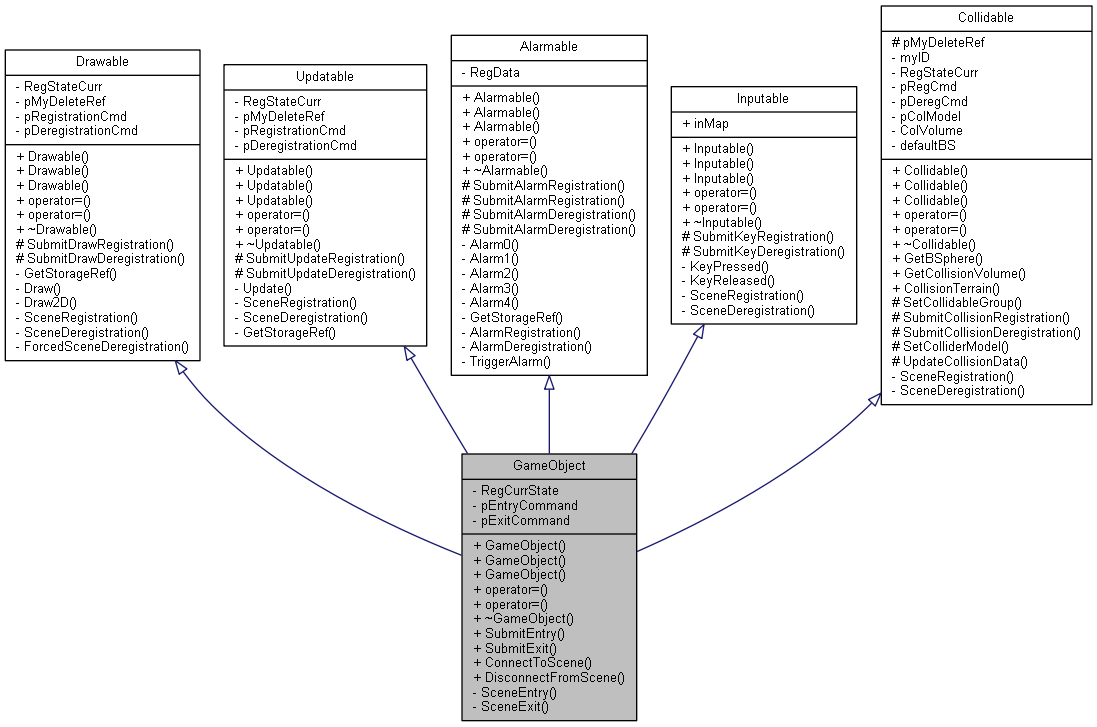 Drawable
- RegStateCurr
- pMyDeleteRef
- pRegistrationCmd
- pDeregistrationCmd
+ Drawable()
+ Drawable()
+ Drawable()
+ operator=()
+ operator=()
+ ~Drawable()
# SubmitDrawRegistration()
# SubmitDrawDeregistration()
- GetStorageRef()
- Draw()
- Draw2D()
- SceneRegistration()
- SceneDeregistration()
- ForcedSceneDeregistration()
Updatable
- RegStateCurr
- pMyDeleteRef
- pRegistrationCmd
- pDeregistrationCmd
+ Updatable()
+ Updatable()
+ Updatable()
+ operator=()
+ operator=()
+ ~Updatable()
# SubmitUpdateRegistration()
# SubmitUpdateDeregistration()
- Update()
- SceneRegistration()
- SceneDeregistration()
- GetStorageRef()
Alarmable
- RegData
+ Alarmable()
+ Alarmable()
+ Alarmable()
+ operator=()
+ operator=()
+ ~Alarmable()
# SubmitAlarmRegistration()
# SubmitAlarmRegistration()
# SubmitAlarmDeregistration()
# SubmitAlarmDeregistration()
- Alarm0()
- Alarm1()
- Alarm2()
- Alarm3()
- Alarm4()
- GetStorageRef()
- AlarmRegistration()
- AlarmDeregistration()
- TriggerAlarm()
Inputable
+ inMap
+ Inputable()
+ Inputable()
+ Inputable()
+ operator=()
+ operator=()
+ ~Inputable()
# SubmitKeyRegistration()
# SubmitKeyDeregistration()
- KeyPressed()
- KeyReleased()
- SceneRegistration()
- SceneDeregistration()
Collidable
# pMyDeleteRef
- myID
- RegStateCurr
- pRegCmd
- pDeregCmd
- pColModel
- ColVolume
- defaultBS
+ Collidable()
+ Collidable()
+ Collidable()
+ operator=()
+ operator=()
+ ~Collidable()
+ GetBSphere()
+ GetCollisionVolume()
+ CollisionTerrain()
# SetCollidableGroup()
# SubmitCollisionRegistration()
# SubmitCollisionDeregistration()
# SetColliderModel()
# UpdateCollisionData()
- SceneRegistration()
- SceneDeregistration()
GameObject
- RegCurrState
- pEntryCommand
- pExitCommand
+ GameObject()
+ GameObject()
+ GameObject()
+ operator=()
+ operator=()
+ ~GameObject()
+ SubmitEntry()
+ SubmitExit()
+ ConnectToScene()
+ DisconnectFromScene()
- SceneEntry()
- SceneExit()